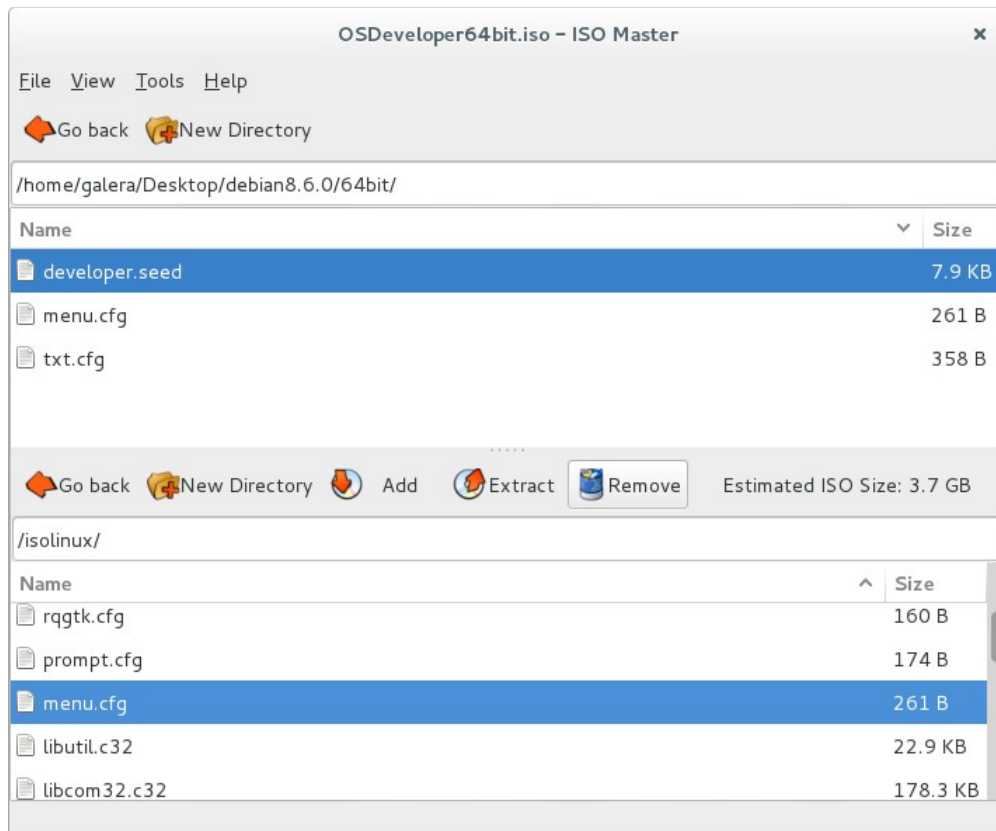 OSDeveloper64bit.iso – ISO Master
File View Tools Help
Go back New Directory
/home/galera/Desktop/debian8.6.0/64bit/
Name Size
developer.seed 7.9 KB
menu.cfg 261 B
txt.cfg 358 B
Go back New Directory Add Extract Remove Estimated ISO Size: 3.7 GB
/isolinux/
Name Size
rqgtk.cfg 160 B
prompt.cfg 174 B
menu.cfg 261 B
libutil.c32 22.9 KB
libcom32.c32 178.3 KB